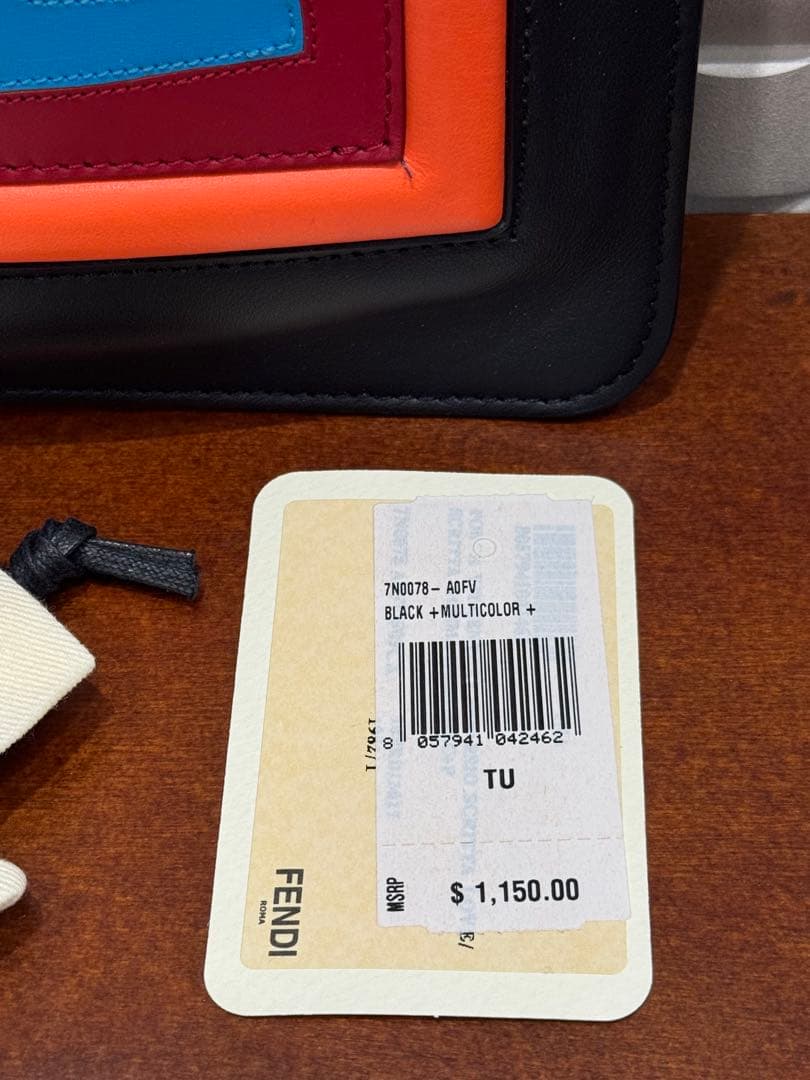 7N0078- A0FV
BLACK +MULTICOLOR +
8 057941 042462
TU
MSRP $ 1,150.00
FENDI
ROMA